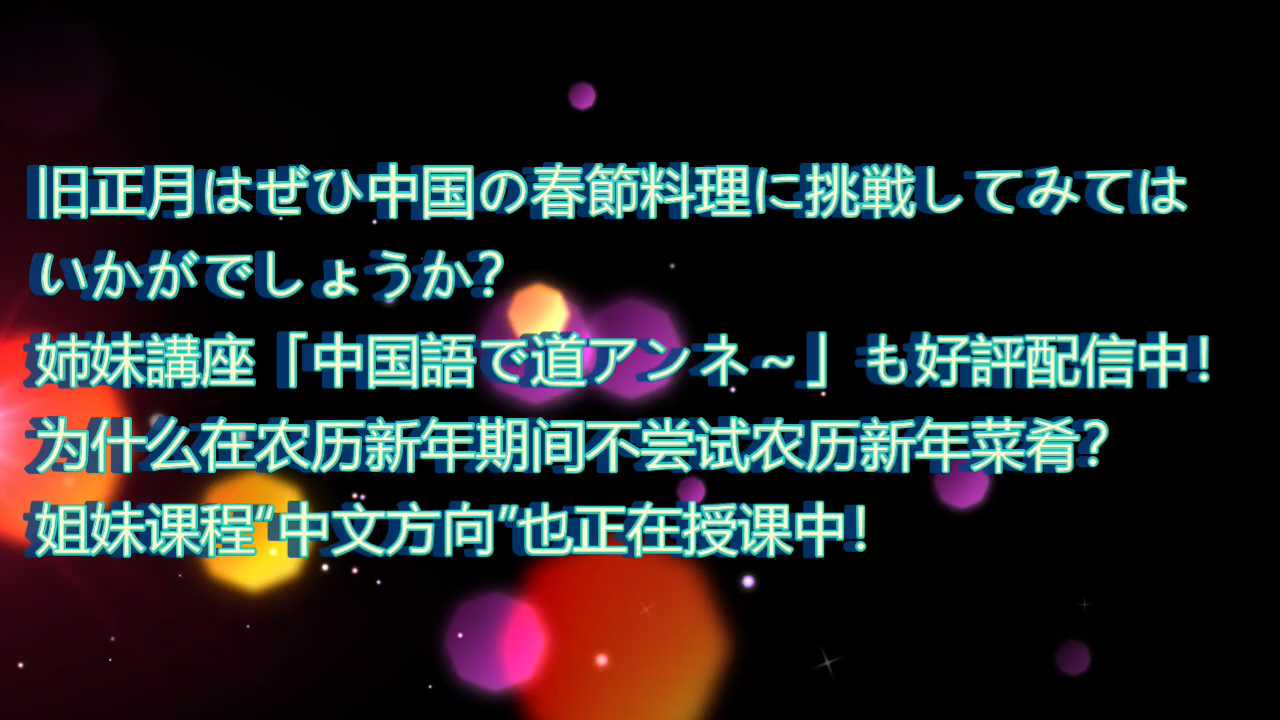 旧正月はぜひ中国の春節料理に挑戦してみては
いかがでしょうか?
姉妹講座「中国語で道アンネ～」も好評配信中!
为什么在农历新年期间不尝试农历新年菜肴?
姐妹课程“中文方向”也正在授课中!